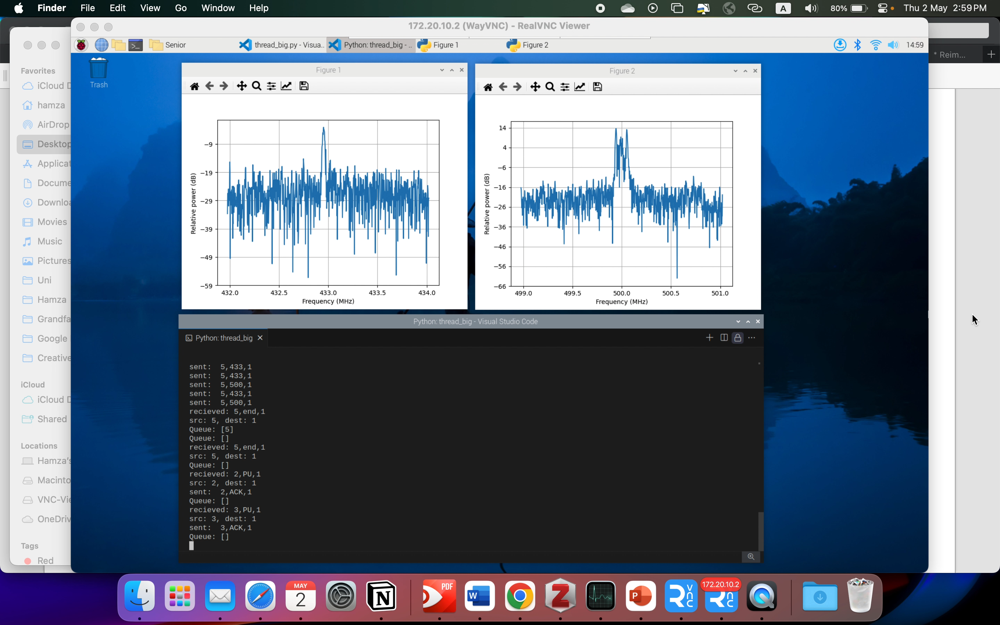 Finder File Edit View Go Window Help A 80% Thu 2 May 2:59 PM
172.20.10.2 (WayVNC) - RealVNC Viewer
Senior thread_big.py - Visua... Python: thread_big - .. Figure 1 Figure 2 14:59
* Reim...
Favorites
iCloud D
hamza
AirDrop
Desktop
Applicat
Docume
Downloa
Movies
Music
Pictures
Uni
Hamza
Grandfa
Google
Creative
iCloud
iCloud D
Shared
Locations
Hamza's
Macinto
VNC-Vie
OneDriv
Tags
Red
Trash
Figure 1
−9
−19
−29
−39
−49
−59
Relative power (dB)
432.0 432.5 433.0 433.5 434.0
Frequency (MHz)
Figure 2
14
4
−6
−16
−26
−36
−46
−56
−66
Relative power (dB)
499.0 499.5 500.0 500.5 501.0
Frequency (MHz)
Python: thread_big - Visual Studio Code
Python: thread_big
sent:  5,433,1
sent:  5,433,1
sent:  5,500,1
sent:  5,433,1
sent:  5,500,1
recieved: 5,end,1
src: 5, dest: 1
Queue: [5]
Queue: []
recieved: 5,end,1
src: 5, dest: 1
Queue: []
recieved: 2,PU,1
src: 2, dest: 1
sent:  2,ACK,1
Queue: []
recieved: 3,PU,1
src: 3, dest: 1
sent:  3,ACK,1
Queue: []
MAY
2
N
PDF
W
Z
P
VNC
172.20.10.2